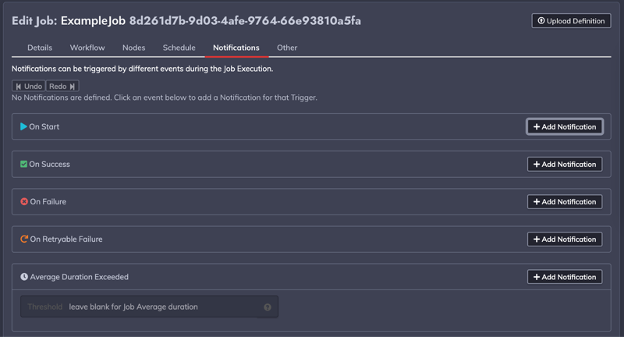 Edit Job: ExampleJob 8d261d7b-9d03-4afe-9764-66e93810a5fa
Upload Definition
Details Workflow Nodes Schedule Notifications Other
Notifications can be triggered by different events during the Job Execution.
Undo Redo
No Notifications are defined. Click an event below to add a Notification for that Trigger.
On Start
+ Add Notification
On Success
+ Add Notification
On Failure
+ Add Notification
On Retryable Failure
+ Add Notification
Average Duration Exceeded
+ Add Notification
Threshold leave blank for Job Average duration